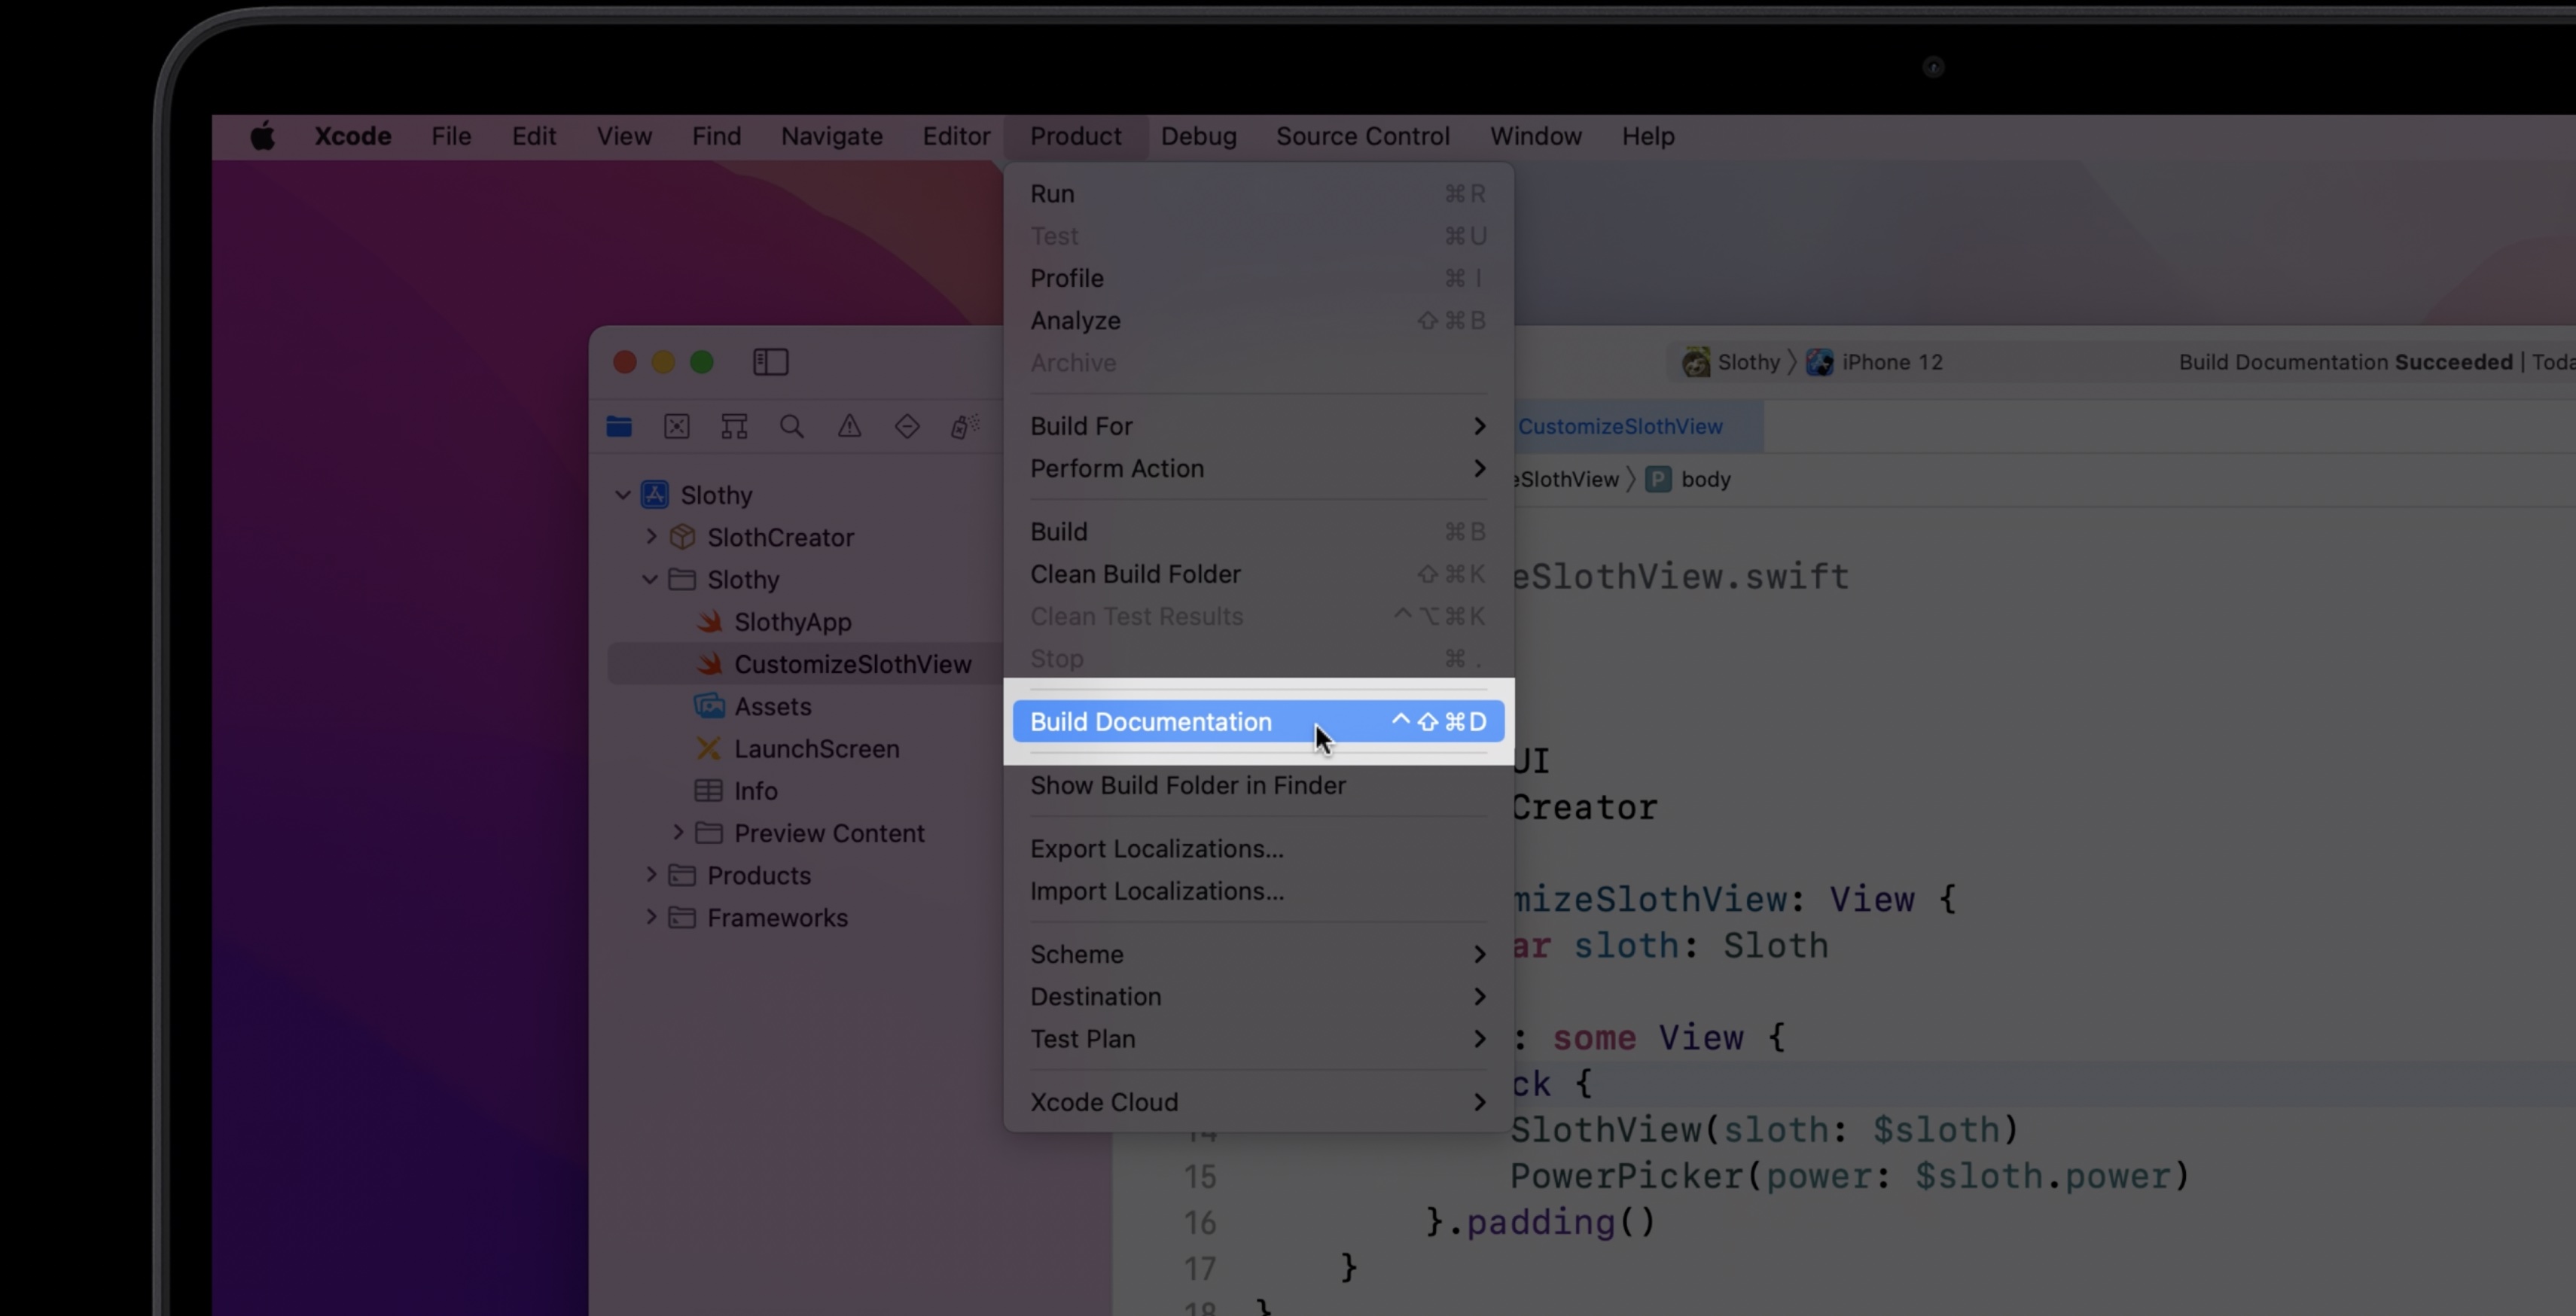 Xcode File Edit View Find Navigate Editor Product Debug Source Control Window Help
Run ⌘R
Test ⌘U
Profile ⌘I
Analyze ⇧⌘B
Archive
Build For
Perform Action
Build ⌘B
Clean Build Folder ⇧⌘K
Clean Test Results ^⌥⌘K
Stop ⌘.
Build Documentation ^⇧⌘D
Show Build Folder in Finder
Export Localizations...
Import Localizations...
Scheme
Destination
Test Plan
Xcode Cloud
Slothy
SlothCreator
Slothy
SlothyApp
CustomizeSlothView
Assets
LaunchScreen
Info
Preview Content
Products
Frameworks
Slothy 〉 iPhone 12
Build Documentation Succeeded | Toda
CustomizeSlothView
eSlothView 〉 P body
eSlothView.swift
UI
Creator
mizeSlothView: View {
ar sloth: Sloth
: some View {
ck {
14 SlothView(sloth: $sloth)
15 PowerPicker(power: $sloth.power)
16 }.padding()
17 }
18 }